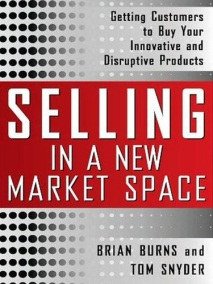 Getting Customers
to Buy Your
Innovative and
Disruptive Products
SELLING
IN A NEW
MARKET SPACE
BRIAN BURNS and
TOM SNYDER